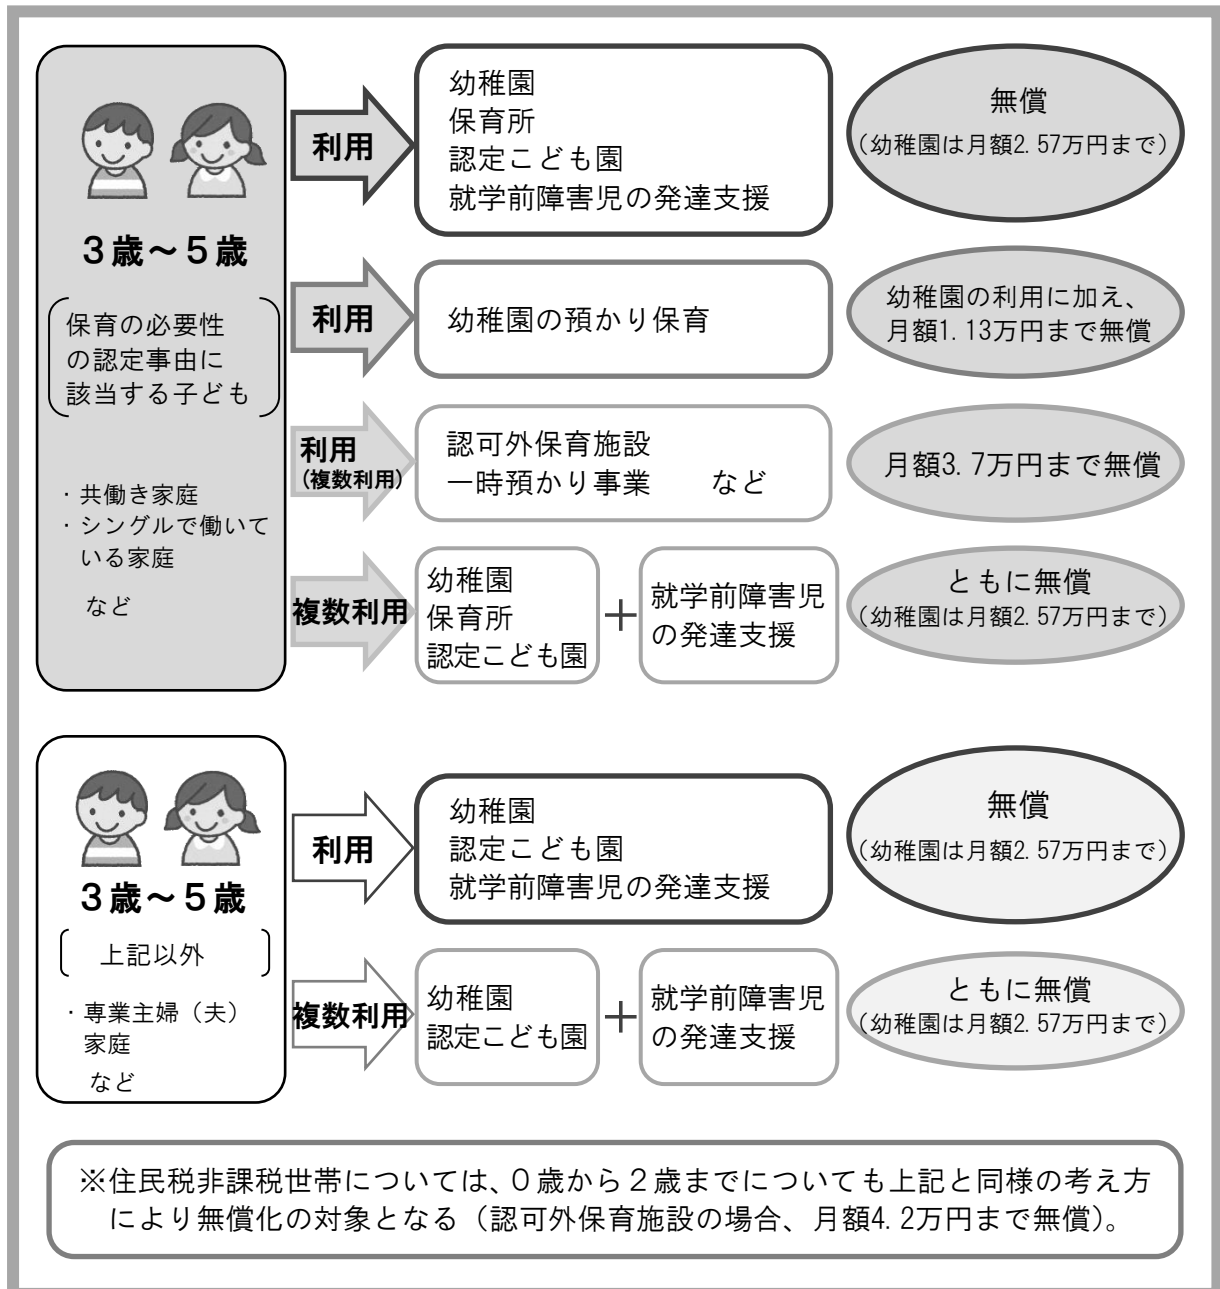 ３歳～５歳
保育の必要性
の認定事由に
該当する子ども
・共働き家庭
・シングルで働いて
いる家庭
など
利用
幼稚園
保育所
認定こども園
就学前障害児の発達支援
無償
（幼稚園は月額2.57万円まで）
利用
幼稚園の預かり保育
幼稚園の利用に加え、
月額1.13万円まで無償
利用
（複数利用）
認可外保育施設
一時預かり事業　　など
月額3.7万円まで無償
複数利用
幼稚園
保育所
認定こども園
＋
就学前障害児
の発達支援
ともに無償
（幼稚園は月額2.57万円まで）
３歳～５歳
上記以外
・専業主婦（夫）
家庭
など
利用
幼稚園
認定こども園
就学前障害児の発達支援
無償
（幼稚園は月額2.57万円まで）
複数利用
幼稚園
認定こども園
＋
就学前障害児
の発達支援
ともに無償
（幼稚園は月額2.57万円まで）
※住民税非課税世帯については、０歳から２歳までについても上記と同様の考え方
により無償化の対象となる（認可外保育施設の場合、月額4.2万円まで無償）。